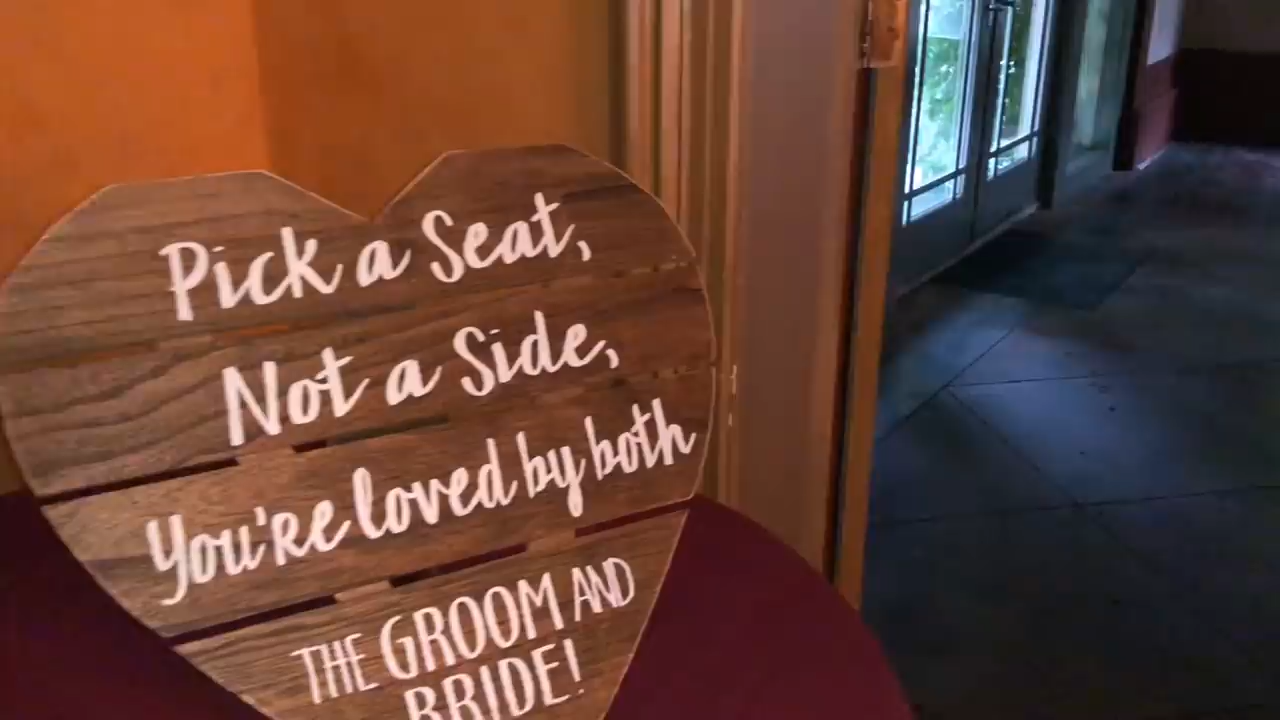 Pick a Seat,
Not a Side,
You're loved by both
THE GROOM AND
BRIDE!